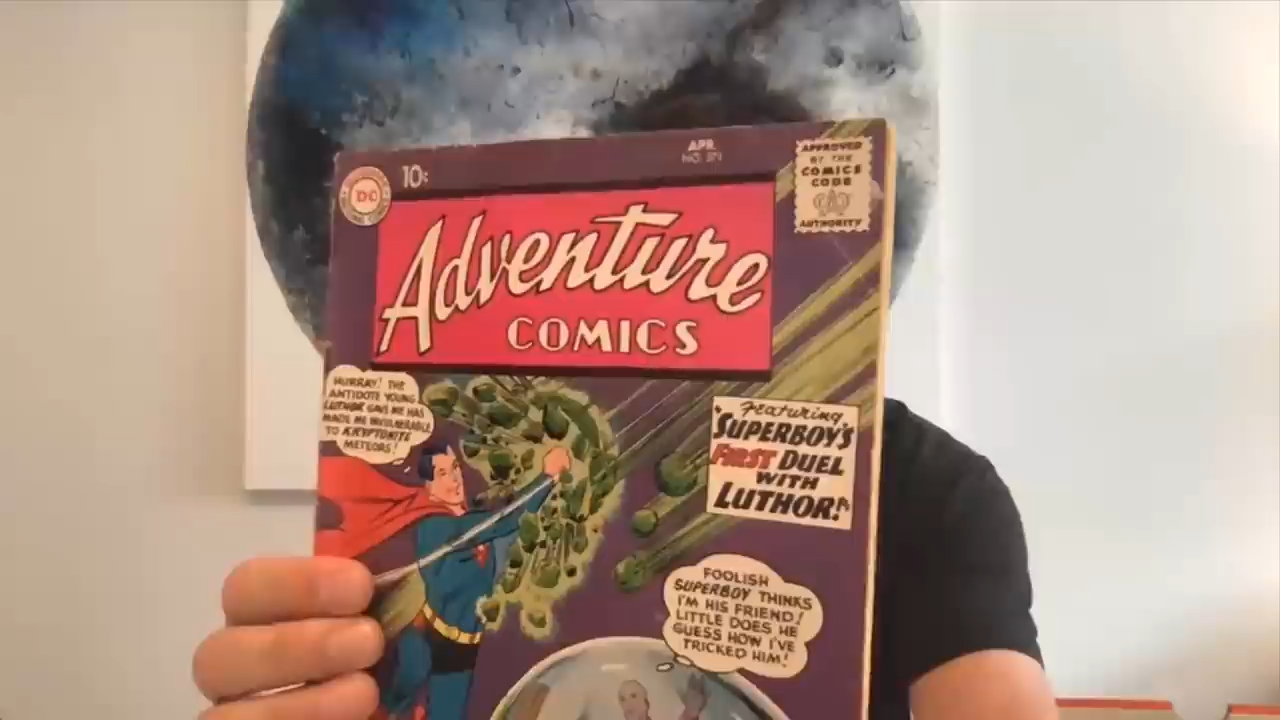 10¢
APR.
NO. 271
DC
APPROVED
BY THE
COMICS
CODE
AUTHORITY
Adventure
COMICS
HURRAY! THE
ANTIDOTE YOUNG
LUTHOR GAVE ME HAS
MADE ME INVULNERABLE
TO KRYPTONITE
METEORS!
Featuring
"SUPERBOY'S
FIRST DUEL
WITH
LUTHOR!"
FOOLISH
SUPERBOY THINKS
I'M HIS FRIEND!
LITTLE DOES HE
GUESS HOW I'VE
TRICKED HIM!